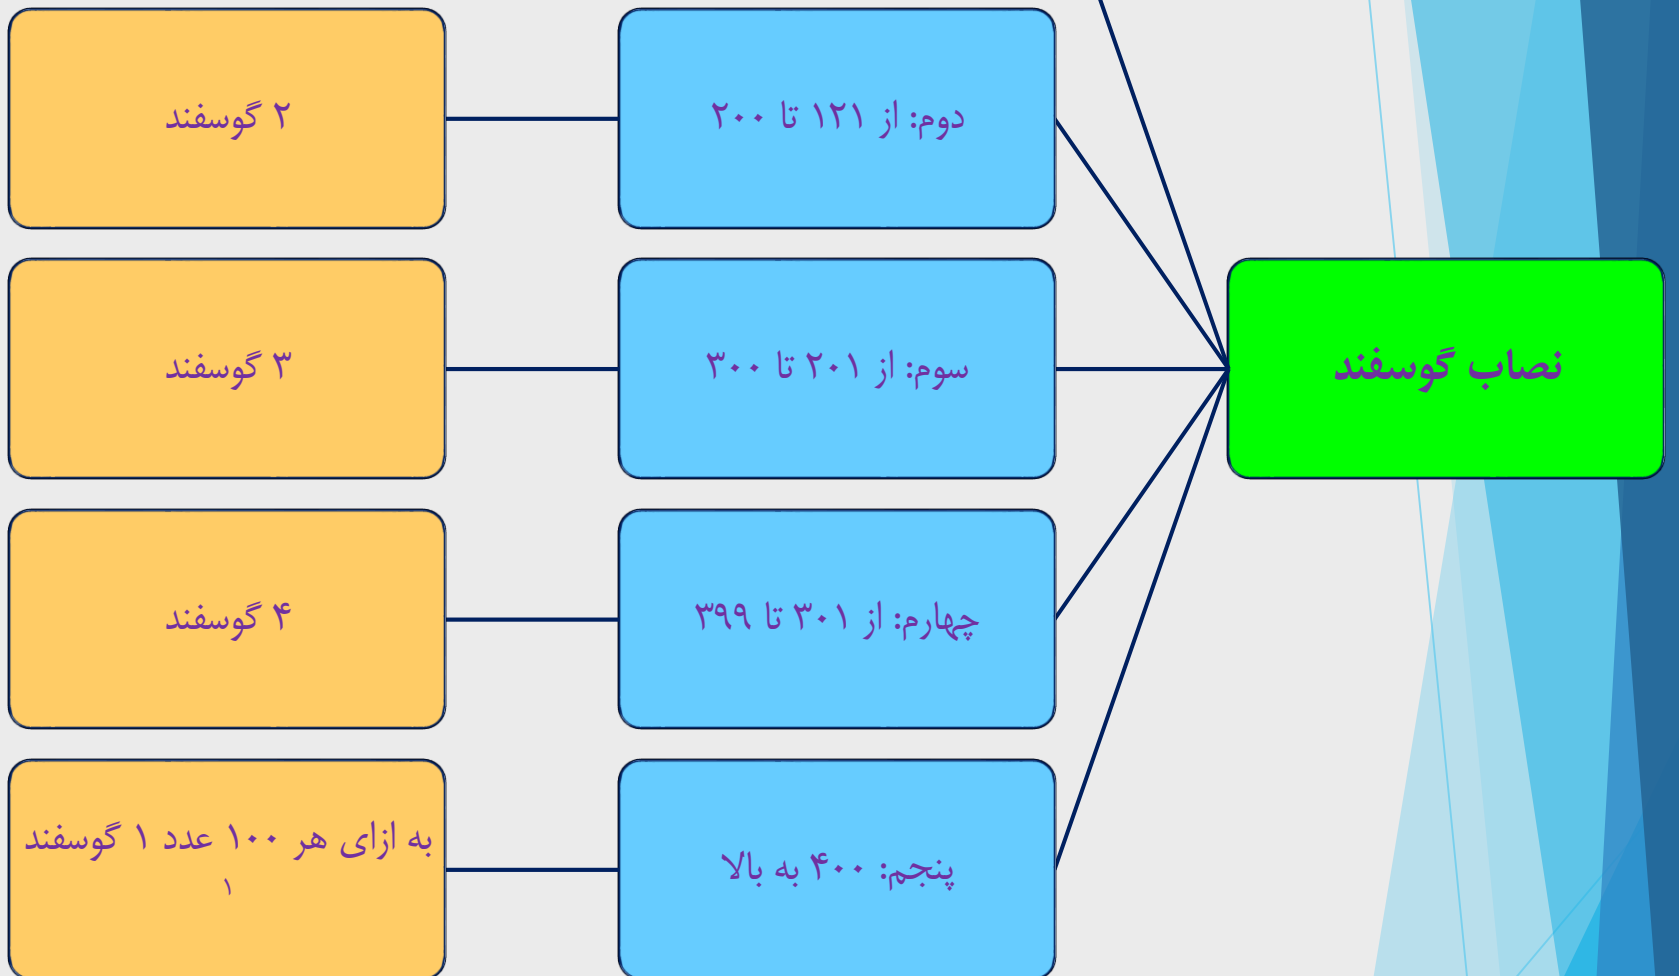 نصاب گوسفند
دوم: از ۱۲۱ تا ۲۰۰
۲ گوسفند
سوم: از ۲۰۱ تا ۳۰۰
۳ گوسفند
چهارم: از ۳۰۱ تا ۳۹۹
۴ گوسفند
پنجم: ۴۰۰ به بالا
به ازای هر ۱۰۰ عدد ۱ گوسفند
۱